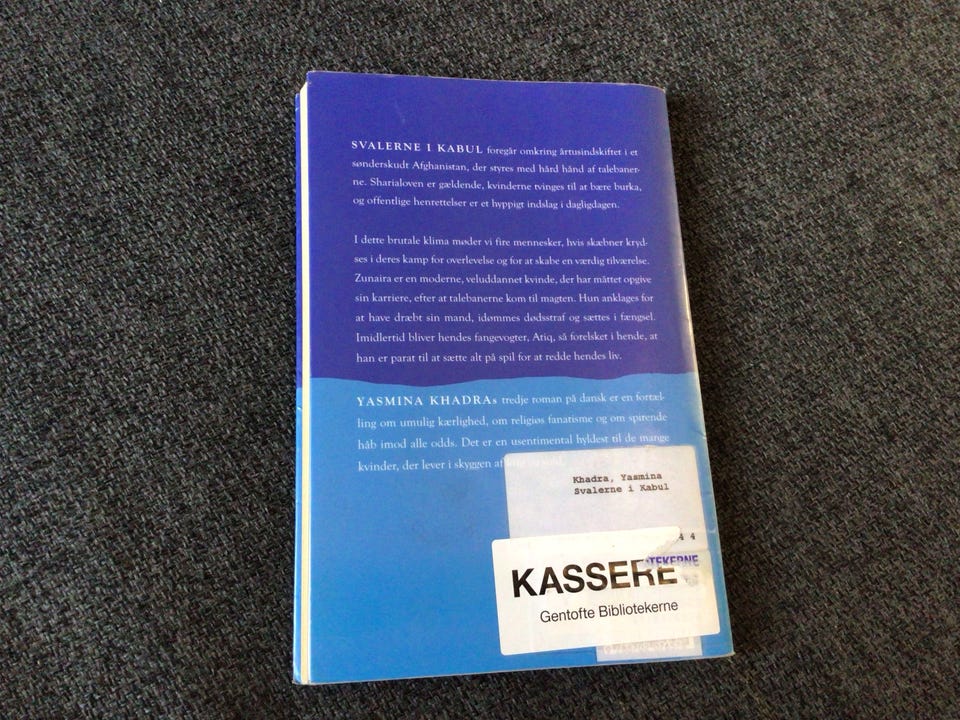 SVALERNE I KABUL foregår omkring årtusindskiftet i et
sønderskudt Afghanistan, der styres med hård hånd af talebaner-
ne. Sharialoven er gældende, kvinderne tvinges til at bære burka,
og offentlige henrettelser er et hyppigt indslag i dagligdagen.
I dette brutale klima møder vi fire mennesker, hvis skæbner kryd-
ses i deres kamp for overlevelse og for at skabe en værdig tilværelse.
Zunaira er en moderne, veluddannet kvinde, der har måttet opgive
sin karriere, efter at talebanerne kom til magten. Hun anklages for
at have dræbt sin mand, idømmes dødsstraf og sættes i fængsel.
Imidlertid bliver hendes fangevogter, Atiq, så forelsket i hende, at
han er parat til at sætte alt på spil for at redde hendes liv.
YASMINA KHADRAs tredje roman på dansk er en fortæl-
ling om umulig kærlighed, om religiøs fanatisme og om spirende
håb imod alle odds. Det er en usentimental hyldest til de mange
kvinder, der lever i skyggen af
Khadra, Yasmina
Svalerne i Kabul
4 4
TEKERNE
KASSERE
Gentofte Bibliotekerne